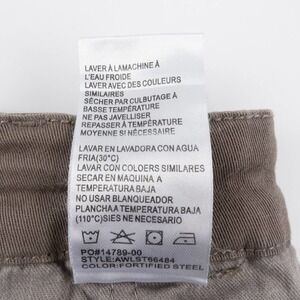 LAVER À LAMACHINE À
L'EAU FROIDE
LAVER AVEC DES COULEURS
SIMILAIRES
SÉCHER PAR CULBUTAGE À
BASSE TEMPÉRATURE
NE PAS JAVELLISER
REPASSER À TEMPÉRATURE
MOYENNE SI NÉCESSAIRE
LAVAR EN LAVADORA CON AGUA
FRIA(30°C)
LAVAR CON COLOERS SIMILARES
SECAR EN MAQUINA A
TEMPERATURA BAJA
NO USAR BLANQUEADOR
PLANCHA A TEMPERATURA BAJA
(110°C)SIES NE NECESARIO
PO#14789-00
STYLE: AWLST66484
COLOR:FORTIFIED STEEL